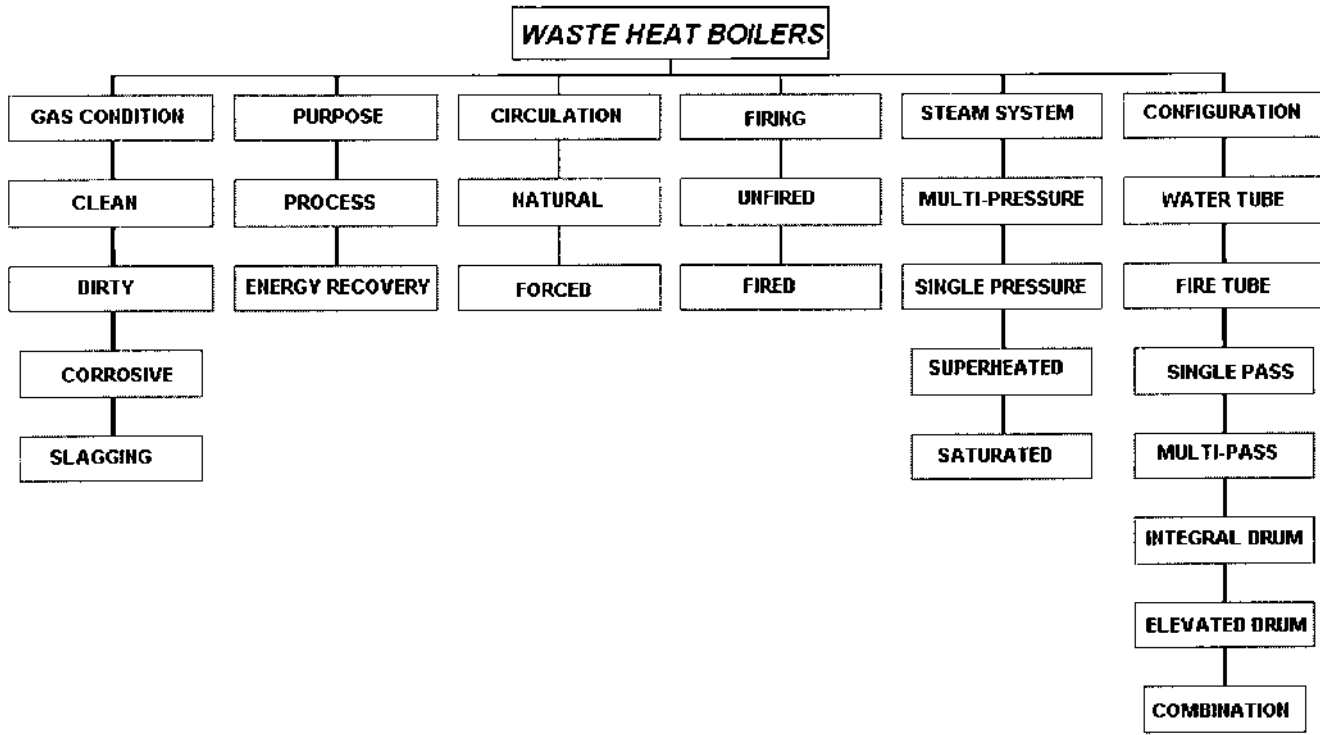 WASTE HEAT BOILERS
GAS CONDITION
PURPOSE
CIRCULATION
FIRING
STEAM SYSTEM
CONFIGURATION
CLEAN
PROCESS
NATURAL
UNFIRED
MULTI-PRESSURE
WATER TUBE
DIRTY
ENERGY RECOVERY
FORCED
FIRED
SINGLE PRESSURE
FIRE TUBE
CORROSIVE
SUPERHEATED
SINGLE PASS
SLAGGING
SATURATED
MULTI-PASS
INTEGRAL DRUM
ELEVATED DRUM
COMBINATION